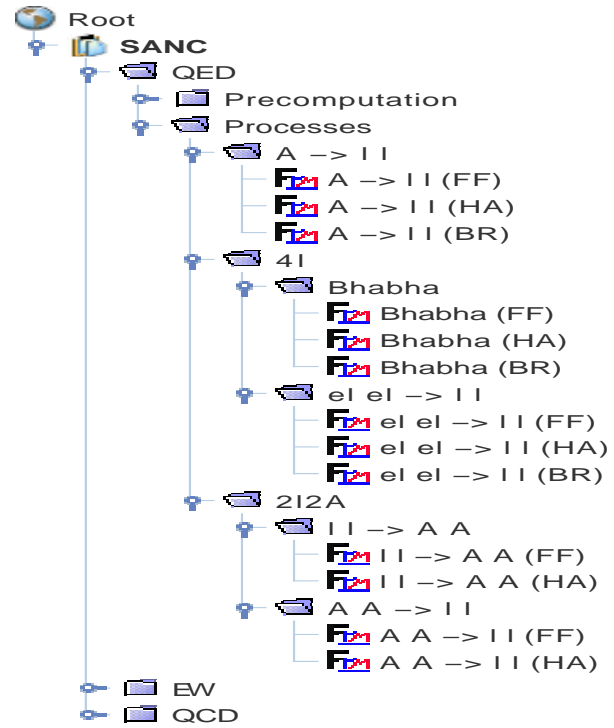 Root
SANC
QED
Precomputation
Processes
A –> l l
A –> l l (FF)
A –> l l (HA)
A –> l l (BR)
4l
Bhabha
Bhabha (FF)
Bhabha (HA)
Bhabha (BR)
el el –> l l
el el –> l l (FF)
el el –> l l (HA)
el el –> l l (BR)
2l2A
l l –> A A
l l –> A A (FF)
l l –> A A (HA)
A A –> l l
A A –> l l (FF)
A A –> l l (HA)
EW
QCD